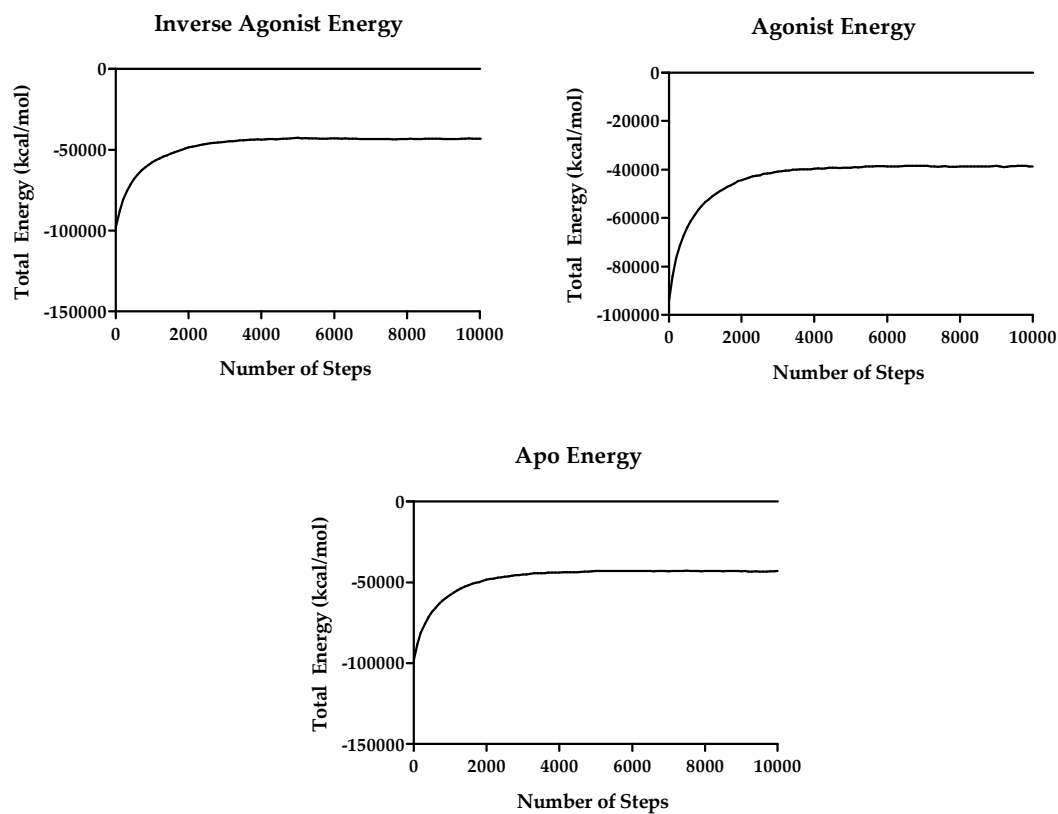 Inverse Agonist Energy
Total Energy (kcal/mol)
0
-50000
-100000
-150000
0 2000 4000 6000 8000 10000
Number of Steps
Agonist Energy
Total Energy (kcal/mol)
0
-20000
-40000
-60000
-80000
-100000
0 2000 4000 6000 8000 10000
Number of Steps
Apo Energy
Total Energy (kcal/mol)
0
-50000
-100000
-150000
0 2000 4000 6000 8000 10000
Number of Steps